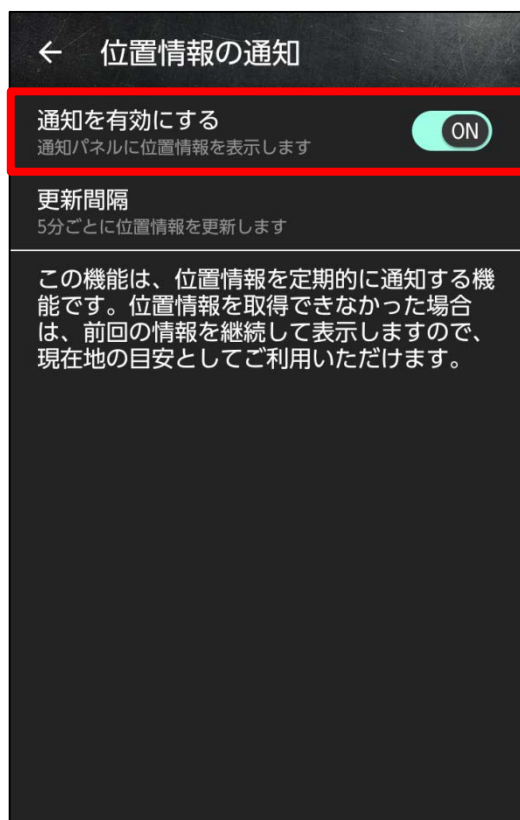 ← 位置情報の通知
通知を有効にする
ON
通知パネルに位置情報を表示します
更新間隔
5分ごとに位置情報を更新します
この機能は、位置情報を定期的に通知する機
能です。位置情報を取得できなかった場合
は、前回の情報を継続して表示しますので、
現在地の目安としてご利用いただけます。